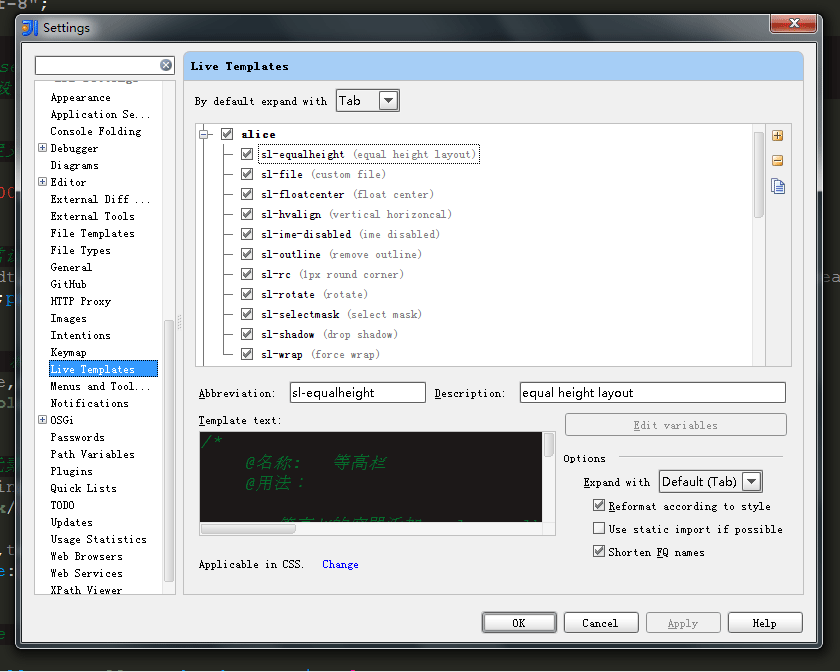 f-8";
Settings
Live Templates
By default expand with Tab
alice
sl-equalheight (equal height layout)
sl-file (custom file)
sl-floatcenter (float center)
sl-hvalign (vertical horizoncal)
sl-ime-disabled (ime disabled)
sl-outline (remove outline)
sl-rc (1px round corner)
sl-rotate (rotate)
sl-selectmask (select mask)
sl-shadow (drop shadow)
sl-wrap (force wrap)
Appearance
Application Se...
Console Folding
Debugger
Diagrams
Editor
External Diff ...
External Tools
File Templates
File Types
General
GitHub
HTTP Proxy
Images
Intentions
Keymap
Live Templates
Menus and Tool...
Notifications
OSGi
Passwords
Path Variables
Plugins
Quick Lists
TODO
Updates
Usage Statistics
Web Browsers
Web Services
XPath Viewer
Abbreviation: sl-equalheight Description: equal height layout
Template text:
/*
@名称: 等高栏
@用法:
Edit variables
Options
Expand with Default (Tab)
Reformat according to style
Use static import if possible
Shorten FQ names
Applicable in CSS. Change
OK Cancel Apply Help